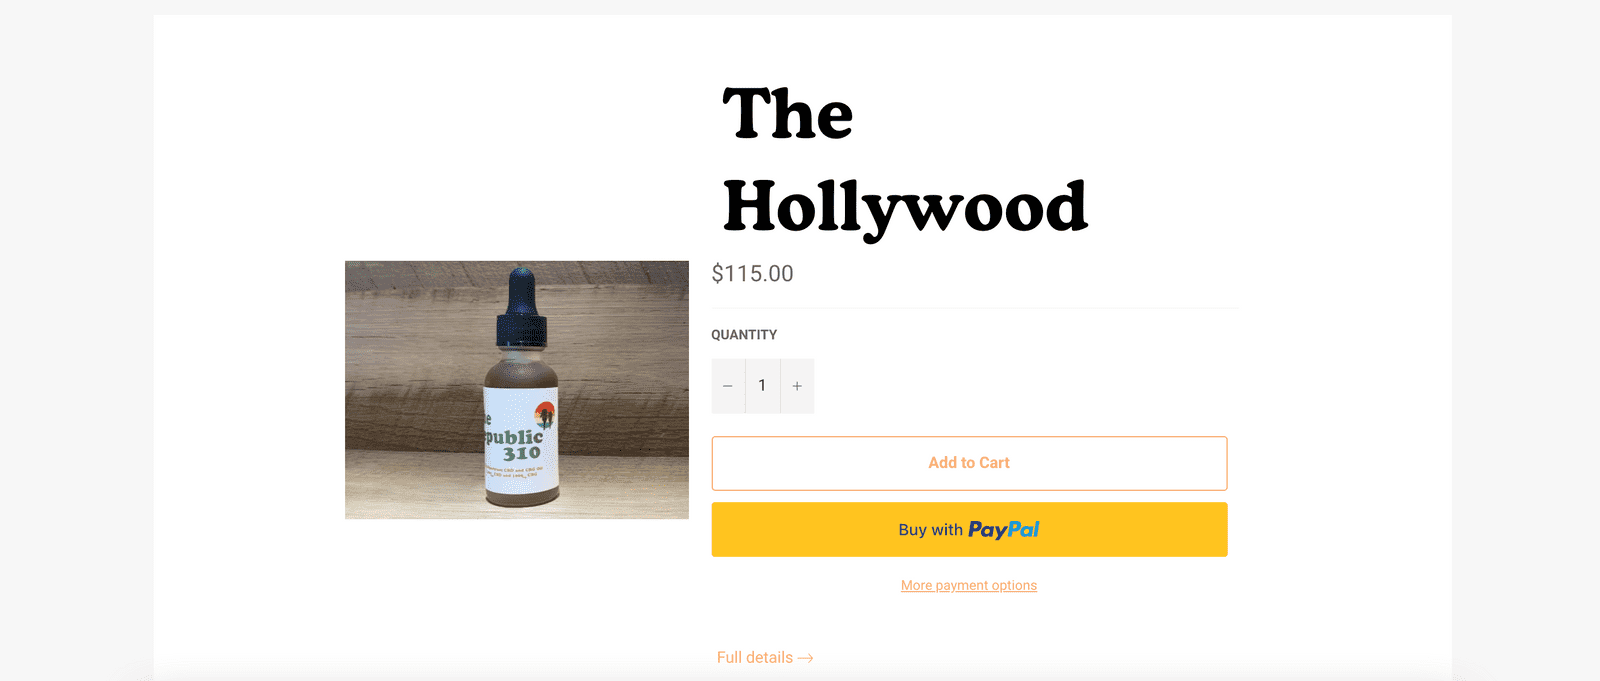 The
Hollywood
$115.00
QUANTITY
− 1 +
public
310
Add to Cart
Buy with PayPal
More payment options
Full details →